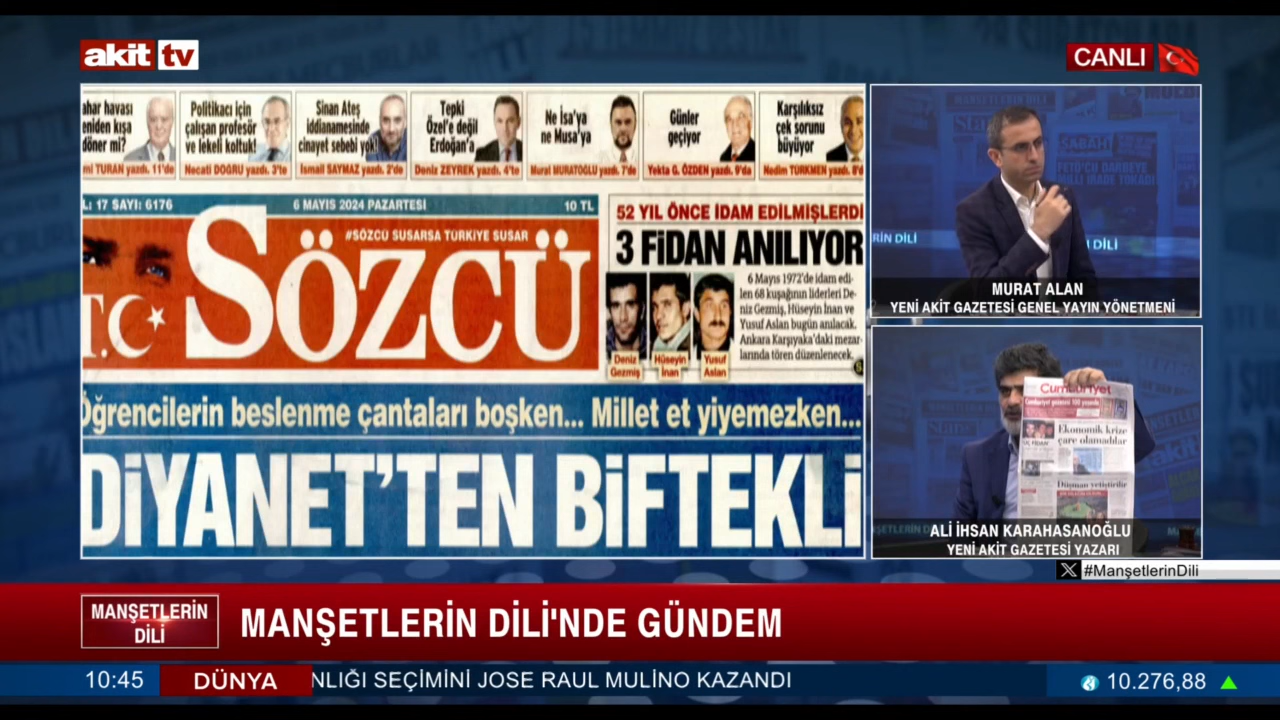 akit tv
CANLI
ahar havası
eniden kışa
döner mi?
mi TURAN yazdı. 11'de
Politikacı için
çalışan profesör
ve lekeli koltuk!
Necati DOĞRU yazdı. 3'te
Sinan Ateş
iddianamesinde
cinayet sebebi yok!
İsmail SAYMAZ yazdı. 2'de
Tepki
Özel'e değil
Erdoğan'a
Deniz ZEYREK yazdı. 4'te
Ne İsa'ya
ne Musa'ya
Murat MURATOĞLU yazdı. 7'de
Günler
geçiyor
Yekta G. ÖZDEN yazdı. 9'da
Karşılıksız
çek sorunu
büyüyor
Nedim TÜRKMEN yazdı. 8'd
L: 17 SAYI: 6176
6 MAYIS 2024 PAZARTESİ
10 TL
#SÖZCÜ SUSARSA TÜRKİYE SUSAR
T.C
SÖZCÜ
52 YIL ÖNCE İDAM EDİLMİŞLERDİ
3 FİDAN ANILIYOR
6 Mayıs 1972'de idam edi-
len 68 kuşağının liderleri De-
niz Gezmiş, Hüseyin İnan ve
Yusuf Aslan bugün anılacak.
Ankara Karşıyaka'daki mezar-
larında tören düzenlenecek.
Deniz
Gezmiş
Hüseyin
İnan
Yusuf
Aslan
Öğrencilerin beslenme çantaları boşken... Millet et yiyemezken...
DİYANET'TEN BİFTEKLİ
MURAT ALAN
YENİ AKİT GAZETESİ GENEL YAYIN YÖNETMENİ
Cumhuriyet
Ekonomik krize
çare olamadılar
Düşman yetiştirilir
ALİ İHSAN KARAHASANOĞLU
YENİ AKİT GAZETESİ YAZARI
#ManşetlerinDili
MANŞETLERİN
DİLİ
MANŞETLERİN DİLİ'NDE GÜNDEM
10:45
DÜNYA
NLIĞI SEÇİMİNİ JOSE RAUL MULİNO KAZANDI
10.276,88